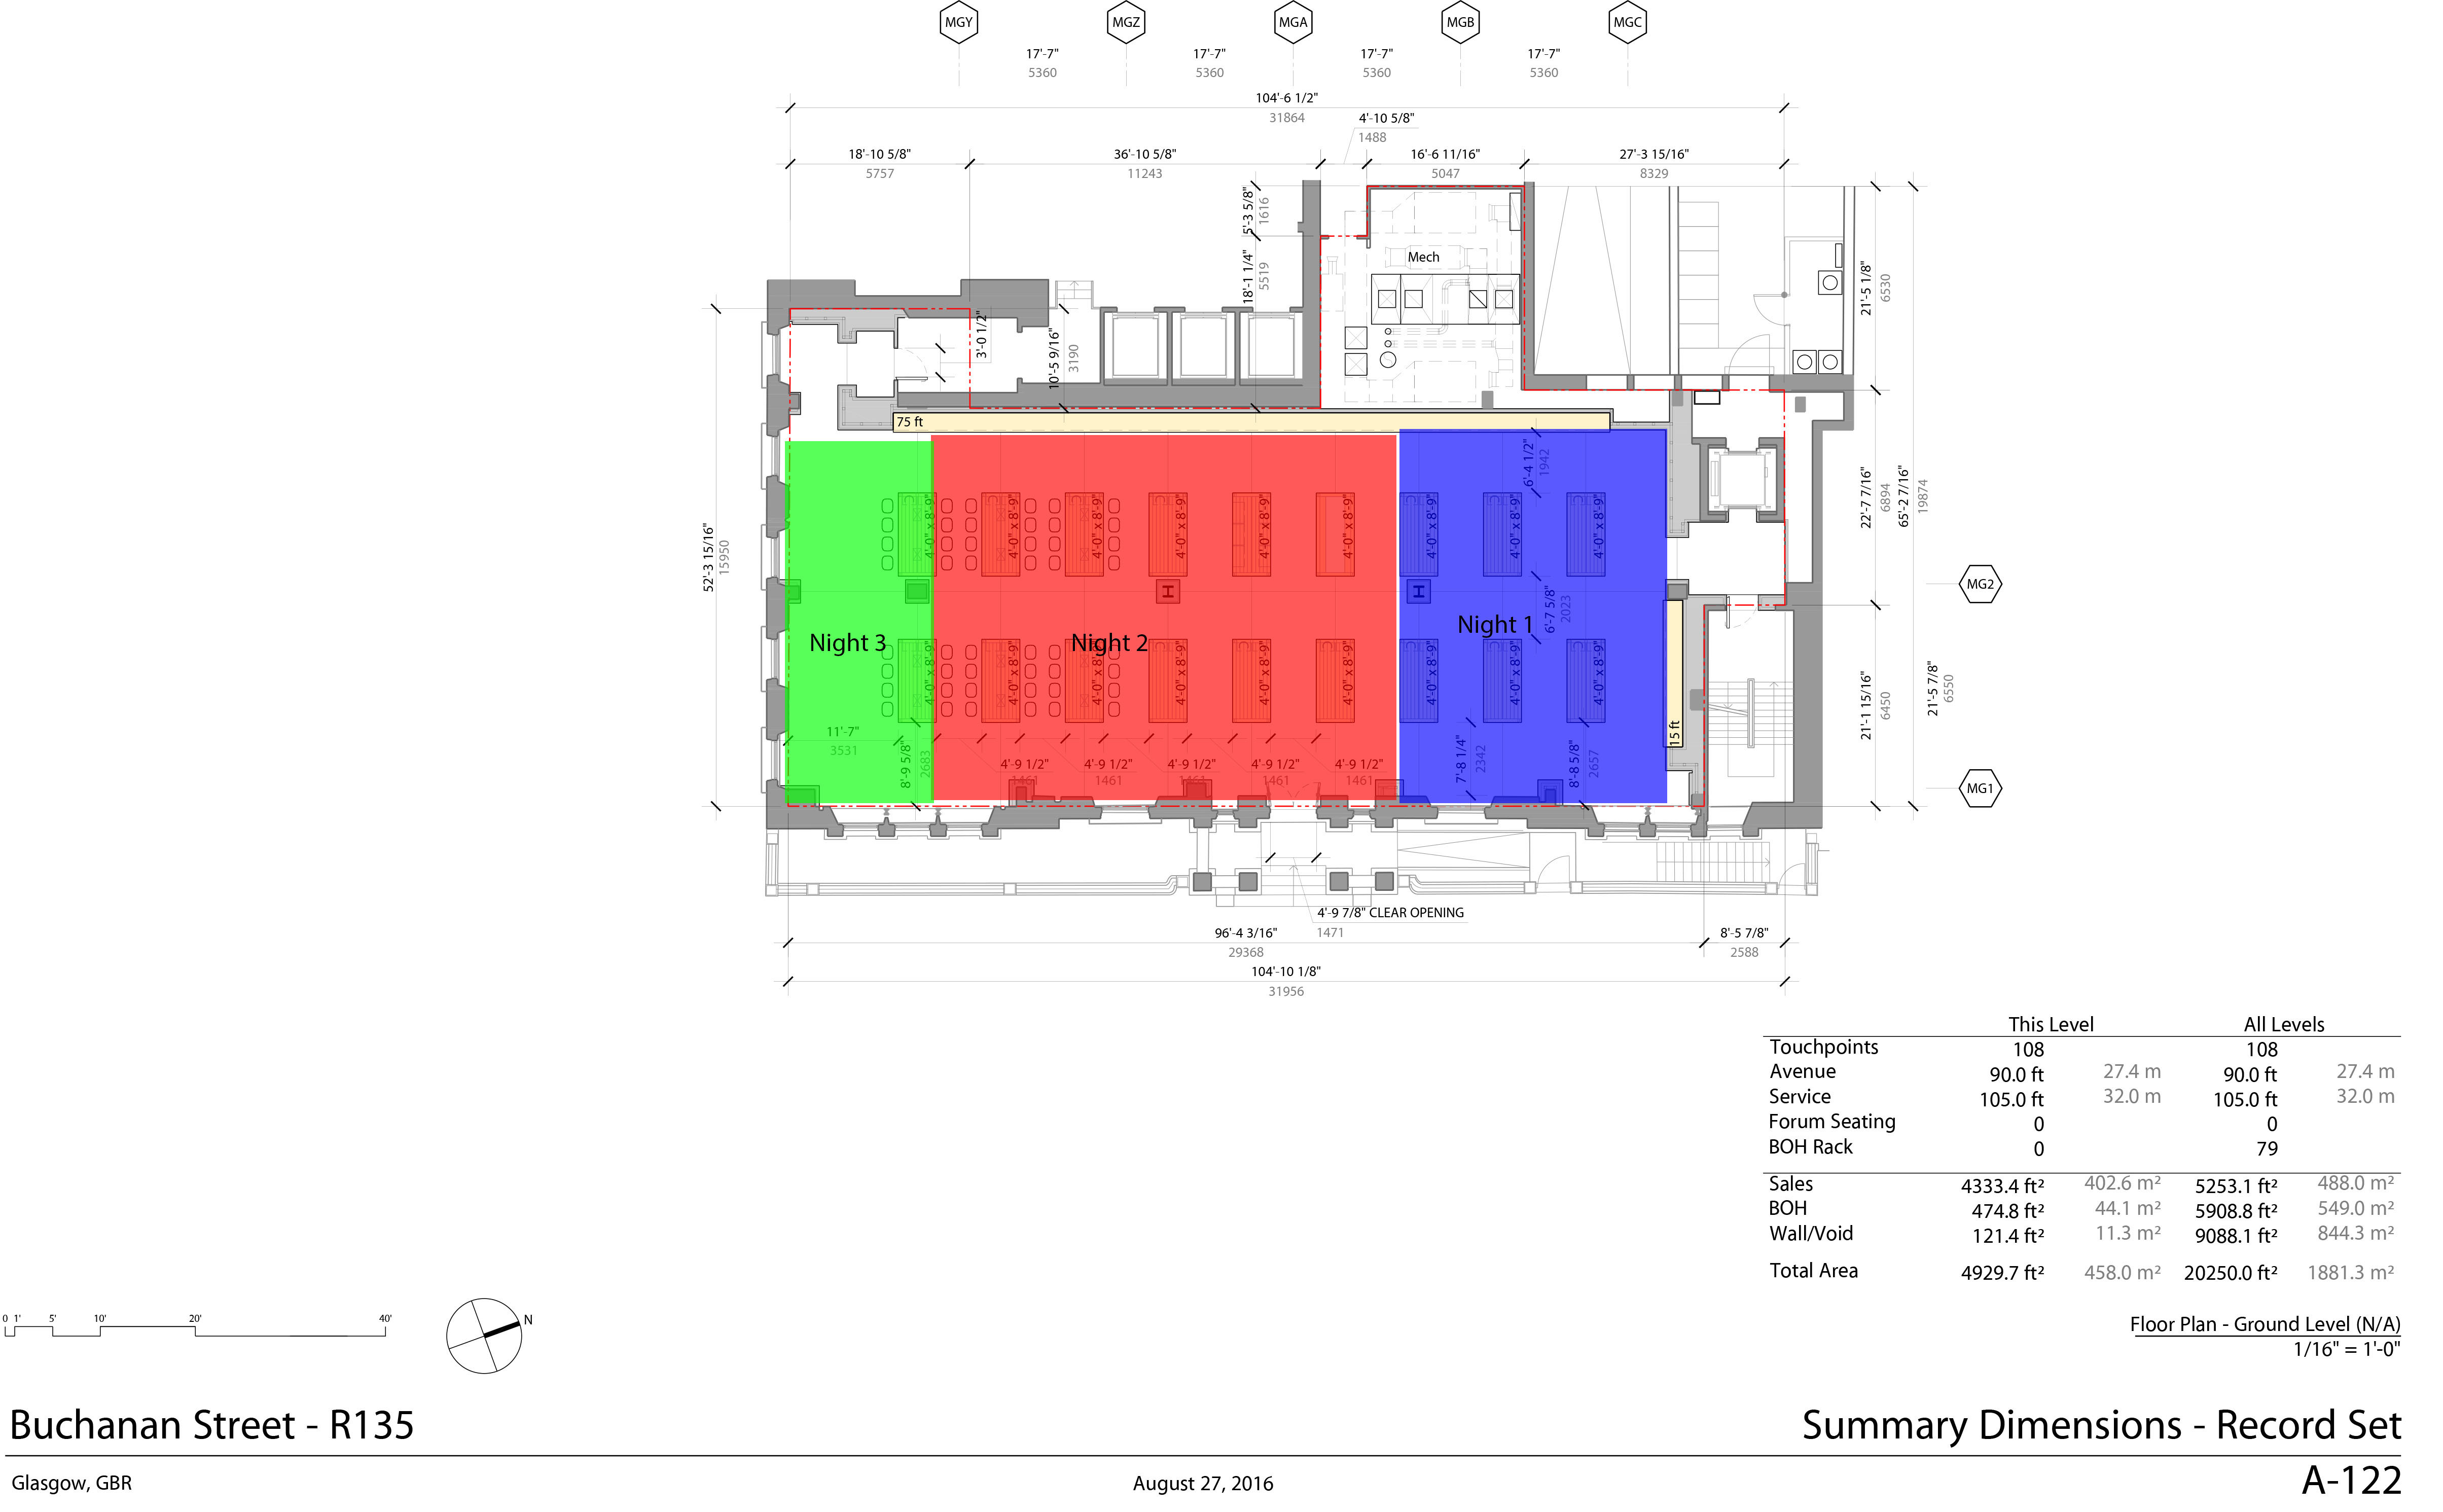 MGY MGZ MGA MGB MGC
17'-7" 17'-7" 17'-7" 17'-7"
5360 5360 5360 5360
104'-6 1/2"
31864
4'-10 5/8"
1488
18'-10 5/8" 36'-10 5/8" 16'-6 11/16" 27'-3 15/16"
5757 11243 5047 8329
5'-3 5/8"
1616
18'-1 1/4"
5519
Mech
21'-5 1/8"
6530
3'-0 1/2"
10'-5 9/16"
3190
75 ft
6'-4 1/2"
1942
22'-7 7/16"
6894
65'-2 7/16"
19874
4'-0" x 8'-9" 4'-0" x 8'-9" 4'-0" x 8'-9" 4'-0" x 8'-9" 4'-0" x 8'-9" 4'-0" x 8'-9" 4'-0" x 8'-9" 4'-0" x 8'-9" 4'-0" x 8'-9"
52'-3 15/16"
15950
MG2
6'-7 5/8"
2023
Night 3 Night 2 Night 1
4'-0" x 8'-9" 4'-0" x 8'-9" 4'-0" x 8'-9" 4'-0" x 8'-9" 4'-0" x 8'-9" 4'-0" x 8'-9" 4'-0" x 8'-9" 4'-0" x 8'-9" 4'-0" x 8'-9"
15 ft
21'-1 15/16"
6450
21'-5 7/8"
6550
11'-7"
3531
8'-9 5/8"
2683
4'-9 1/2" 4'-9 1/2" 4'-9 1/2" 4'-9 1/2" 4'-9 1/2"
1461 1461 1461 1461 1461
7'-8 1/4"
2342
8'-8 5/8"
2657
MG1
4'-9 7/8" CLEAR OPENING
1471
96'-4 3/16" 8'-5 7/8"
29368 2588
104'-10 1/8"
31956
This Level All Levels
Touchpoints 108 108
Avenue 90.0 ft 27.4 m 90.0 ft 27.4 m
Service 105.0 ft 32.0 m 105.0 ft 32.0 m
Forum Seating 0 0
BOH Rack 0 79
Sales 4333.4 ft² 402.6 m² 5253.1 ft² 488.0 m²
BOH 474.8 ft² 44.1 m² 5908.8 ft² 549.0 m²
Wall/Void 121.4 ft² 11.3 m² 9088.1 ft² 844.3 m²
Total Area 4929.7 ft² 458.0 m² 20250.0 ft² 1881.3 m²
0 1' 5' 10' 20' 40'
N
Floor Plan - Ground Level (N/A)
1/16" = 1'-0"
Buchanan Street - R135
Summary Dimensions - Record Set
Glasgow, GBR
August 27, 2016
A-122